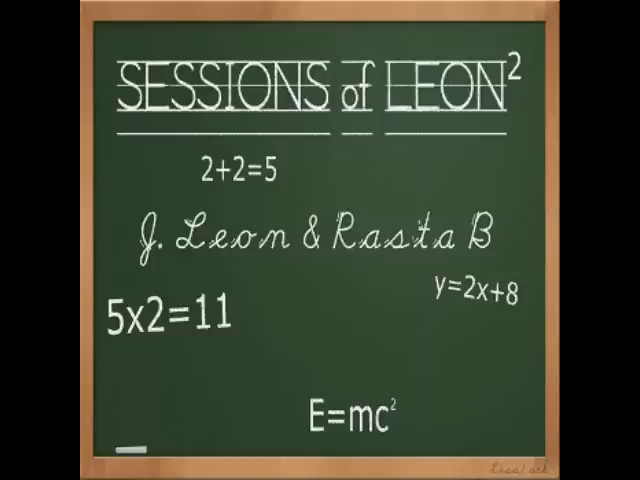 SESSIONS of LEON²
2+2=5
J. Leon & Rasta B
y=2x+8
5x2=11
E=mc²